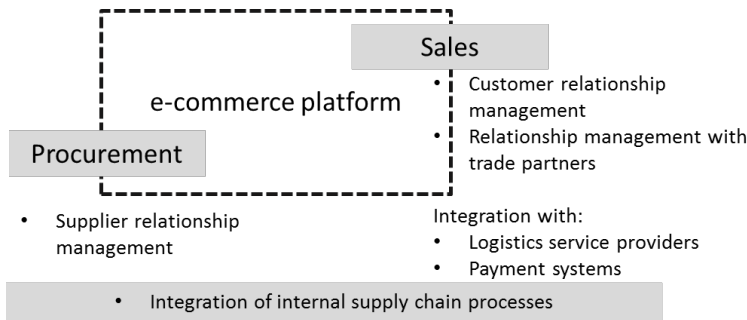 Sales
e-commerce platform
• Customer relationship
management
• Relationship management with
trade partners
Procurement
• Supplier relationship
management
Integration with:
• Logistics service providers
• Payment systems
• Integration of internal supply chain processes